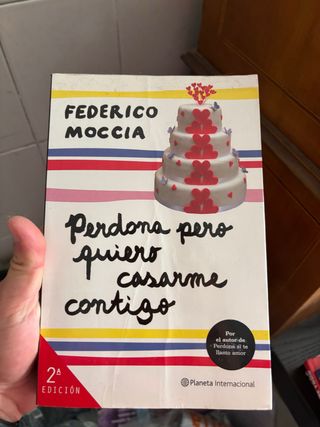 FEDERICO
MOCCIA
Perdona pero
quiero
casarme
contigo
Por
el autor de
Perdona si te
llamo amor
2ª
EDICIÓN
Planeta Internacional